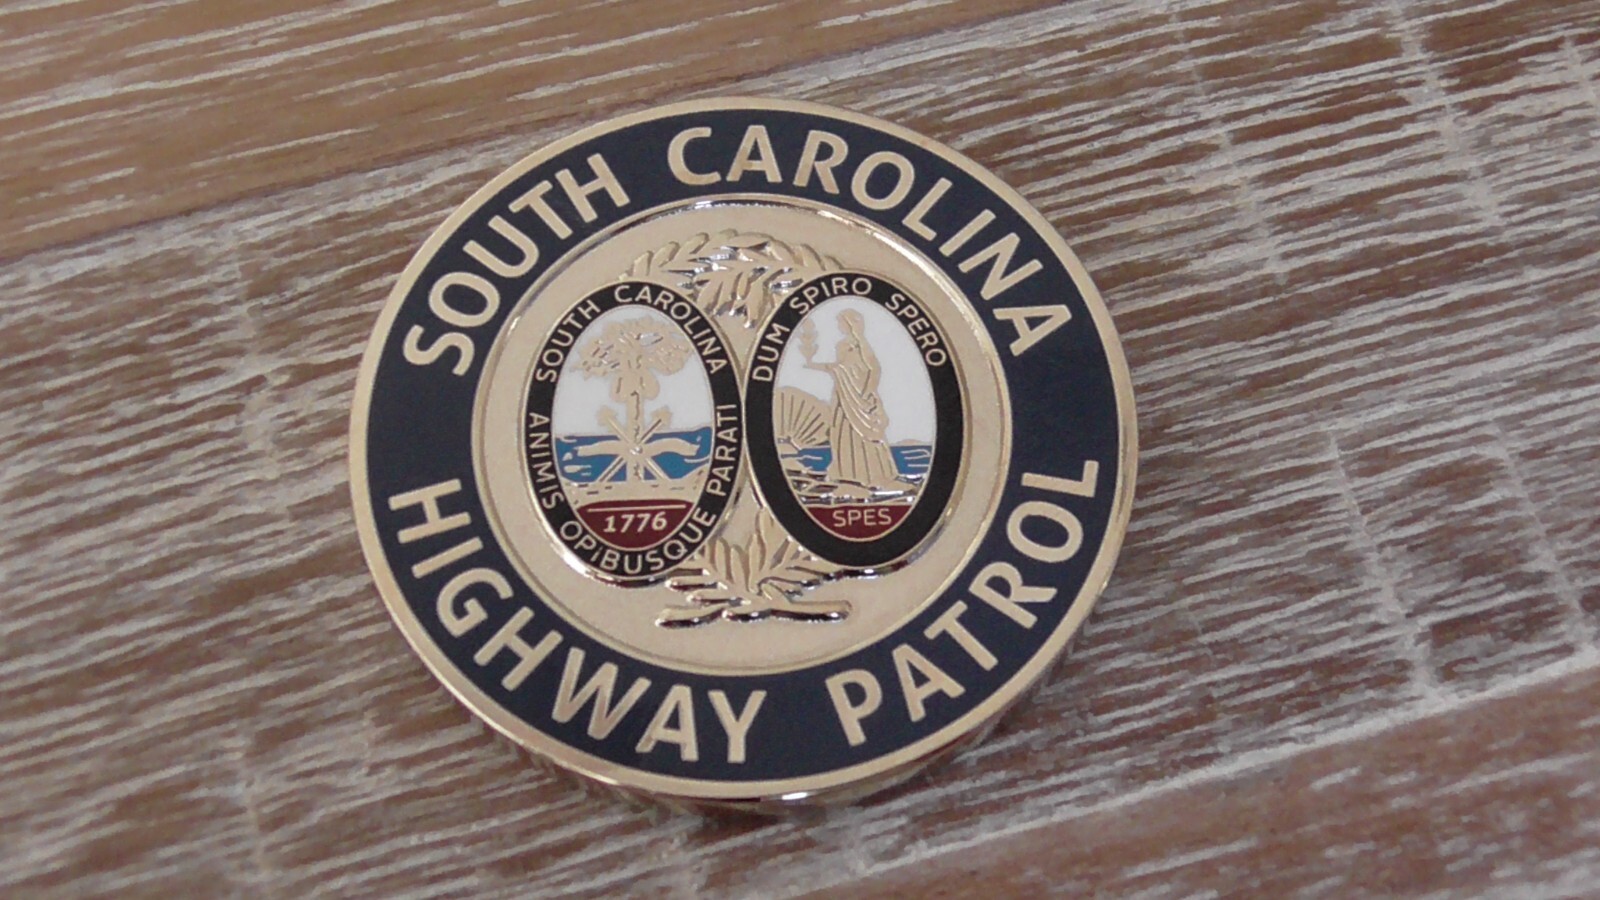 SOUTH CAROLINA
HIGHWAY PATROL
SOUTH CAROLINA
ANIMIS OPIBUSQUE PARATI
1776
DUM SPIRO SPERO
SPES